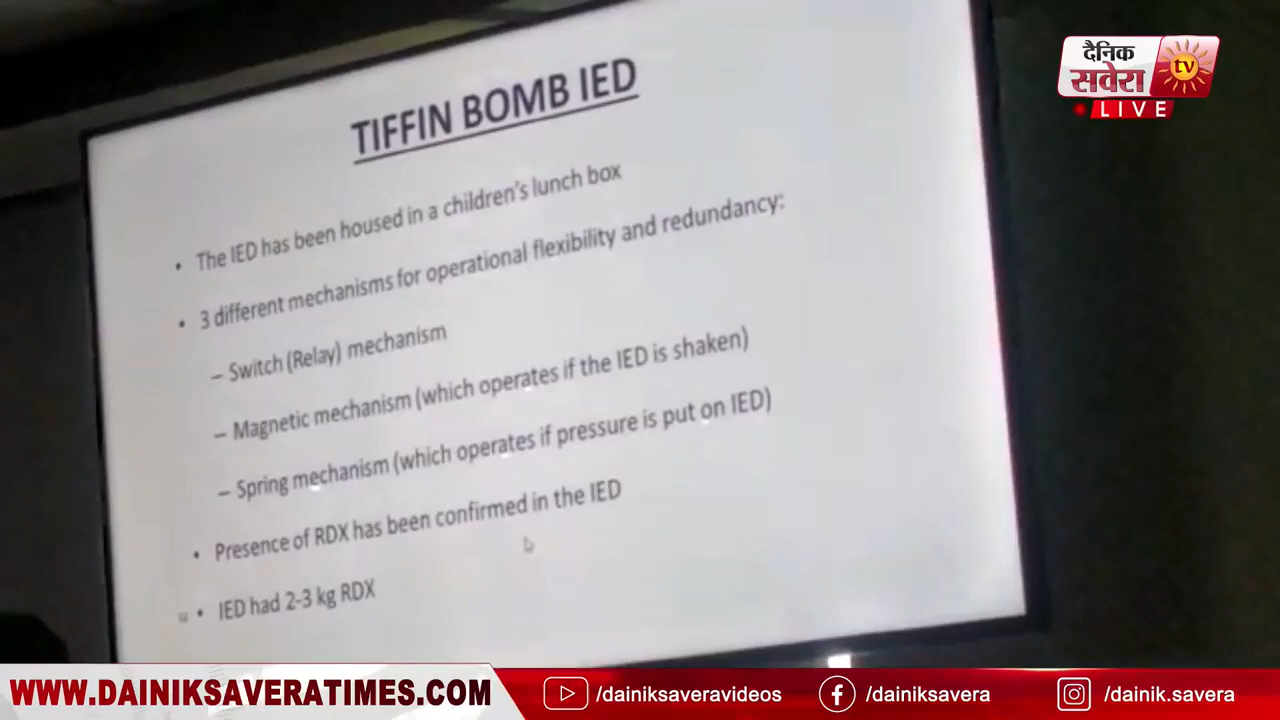 दैनिक
सवेरा
tv
LIVE
TIFFIN BOMB IED
• The IED has been housed in a children's lunch box
• 3 different mechanisms for operational flexibility and redundancy:
– Switch (Relay) mechanism
– Magnetic mechanism (which operates if the IED is shaken)
– Spring mechanism (which operates if pressure is put on IED)
• Presence of RDX has been confirmed in the IED
• IED had 2-3 kg RDX
WWW.DAINIKSAVERATIMES.COM
/dainiksaveravideos
/dainiksavera
/dainik.savera